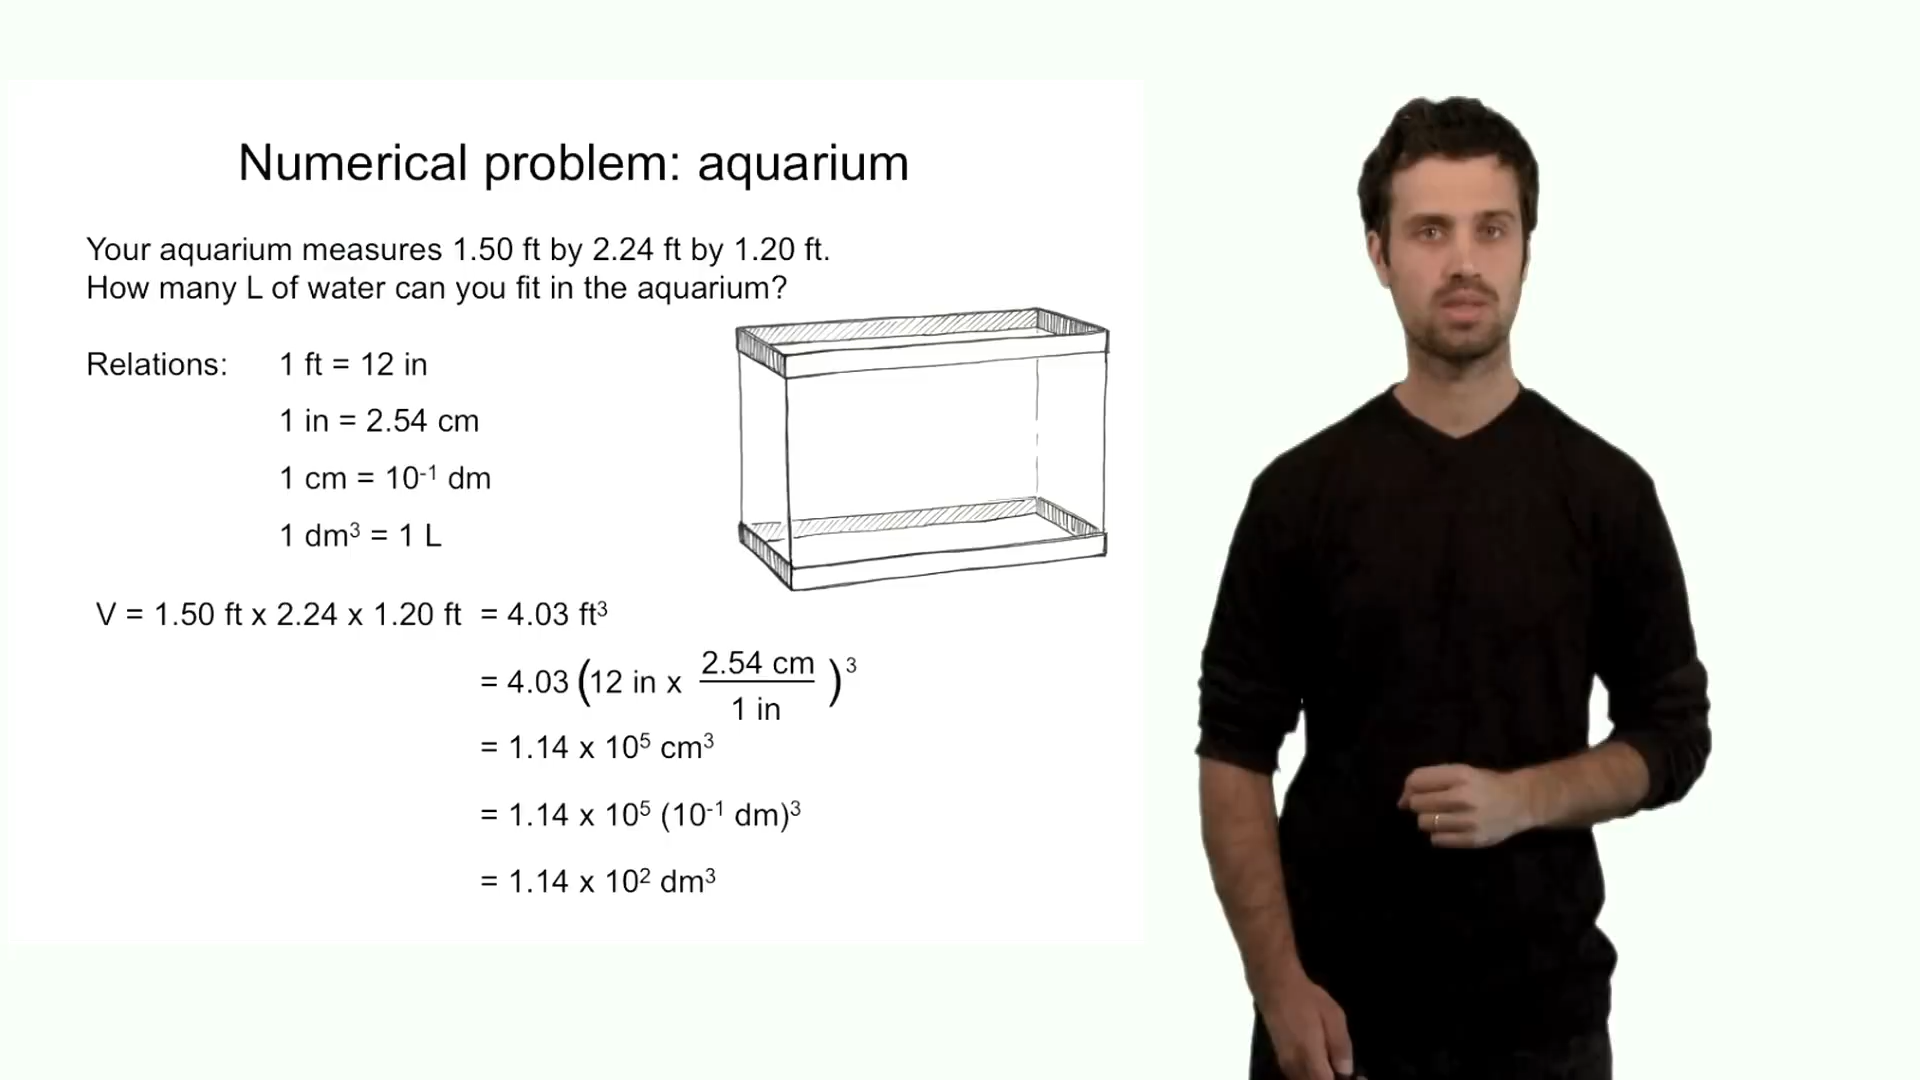 Numerical problem: aquarium
Your aquarium measures 1.50 ft by 2.24 ft by 1.20 ft.
How many L of water can you fit in the aquarium?
Relations: 1 ft = 12 in
1 in = 2.54 cm
1 cm = 10⁻¹ dm
1 dm³ = 1 L
V = 1.50 ft x 2.24 x 1.20 ft = 4.03 ft³
= 4.03 (12 in x 2.54 cm / 1 in)³
= 1.14 x 10⁵ cm³
= 1.14 x 10⁵ (10⁻¹ dm)³
= 1.14 x 10² dm³